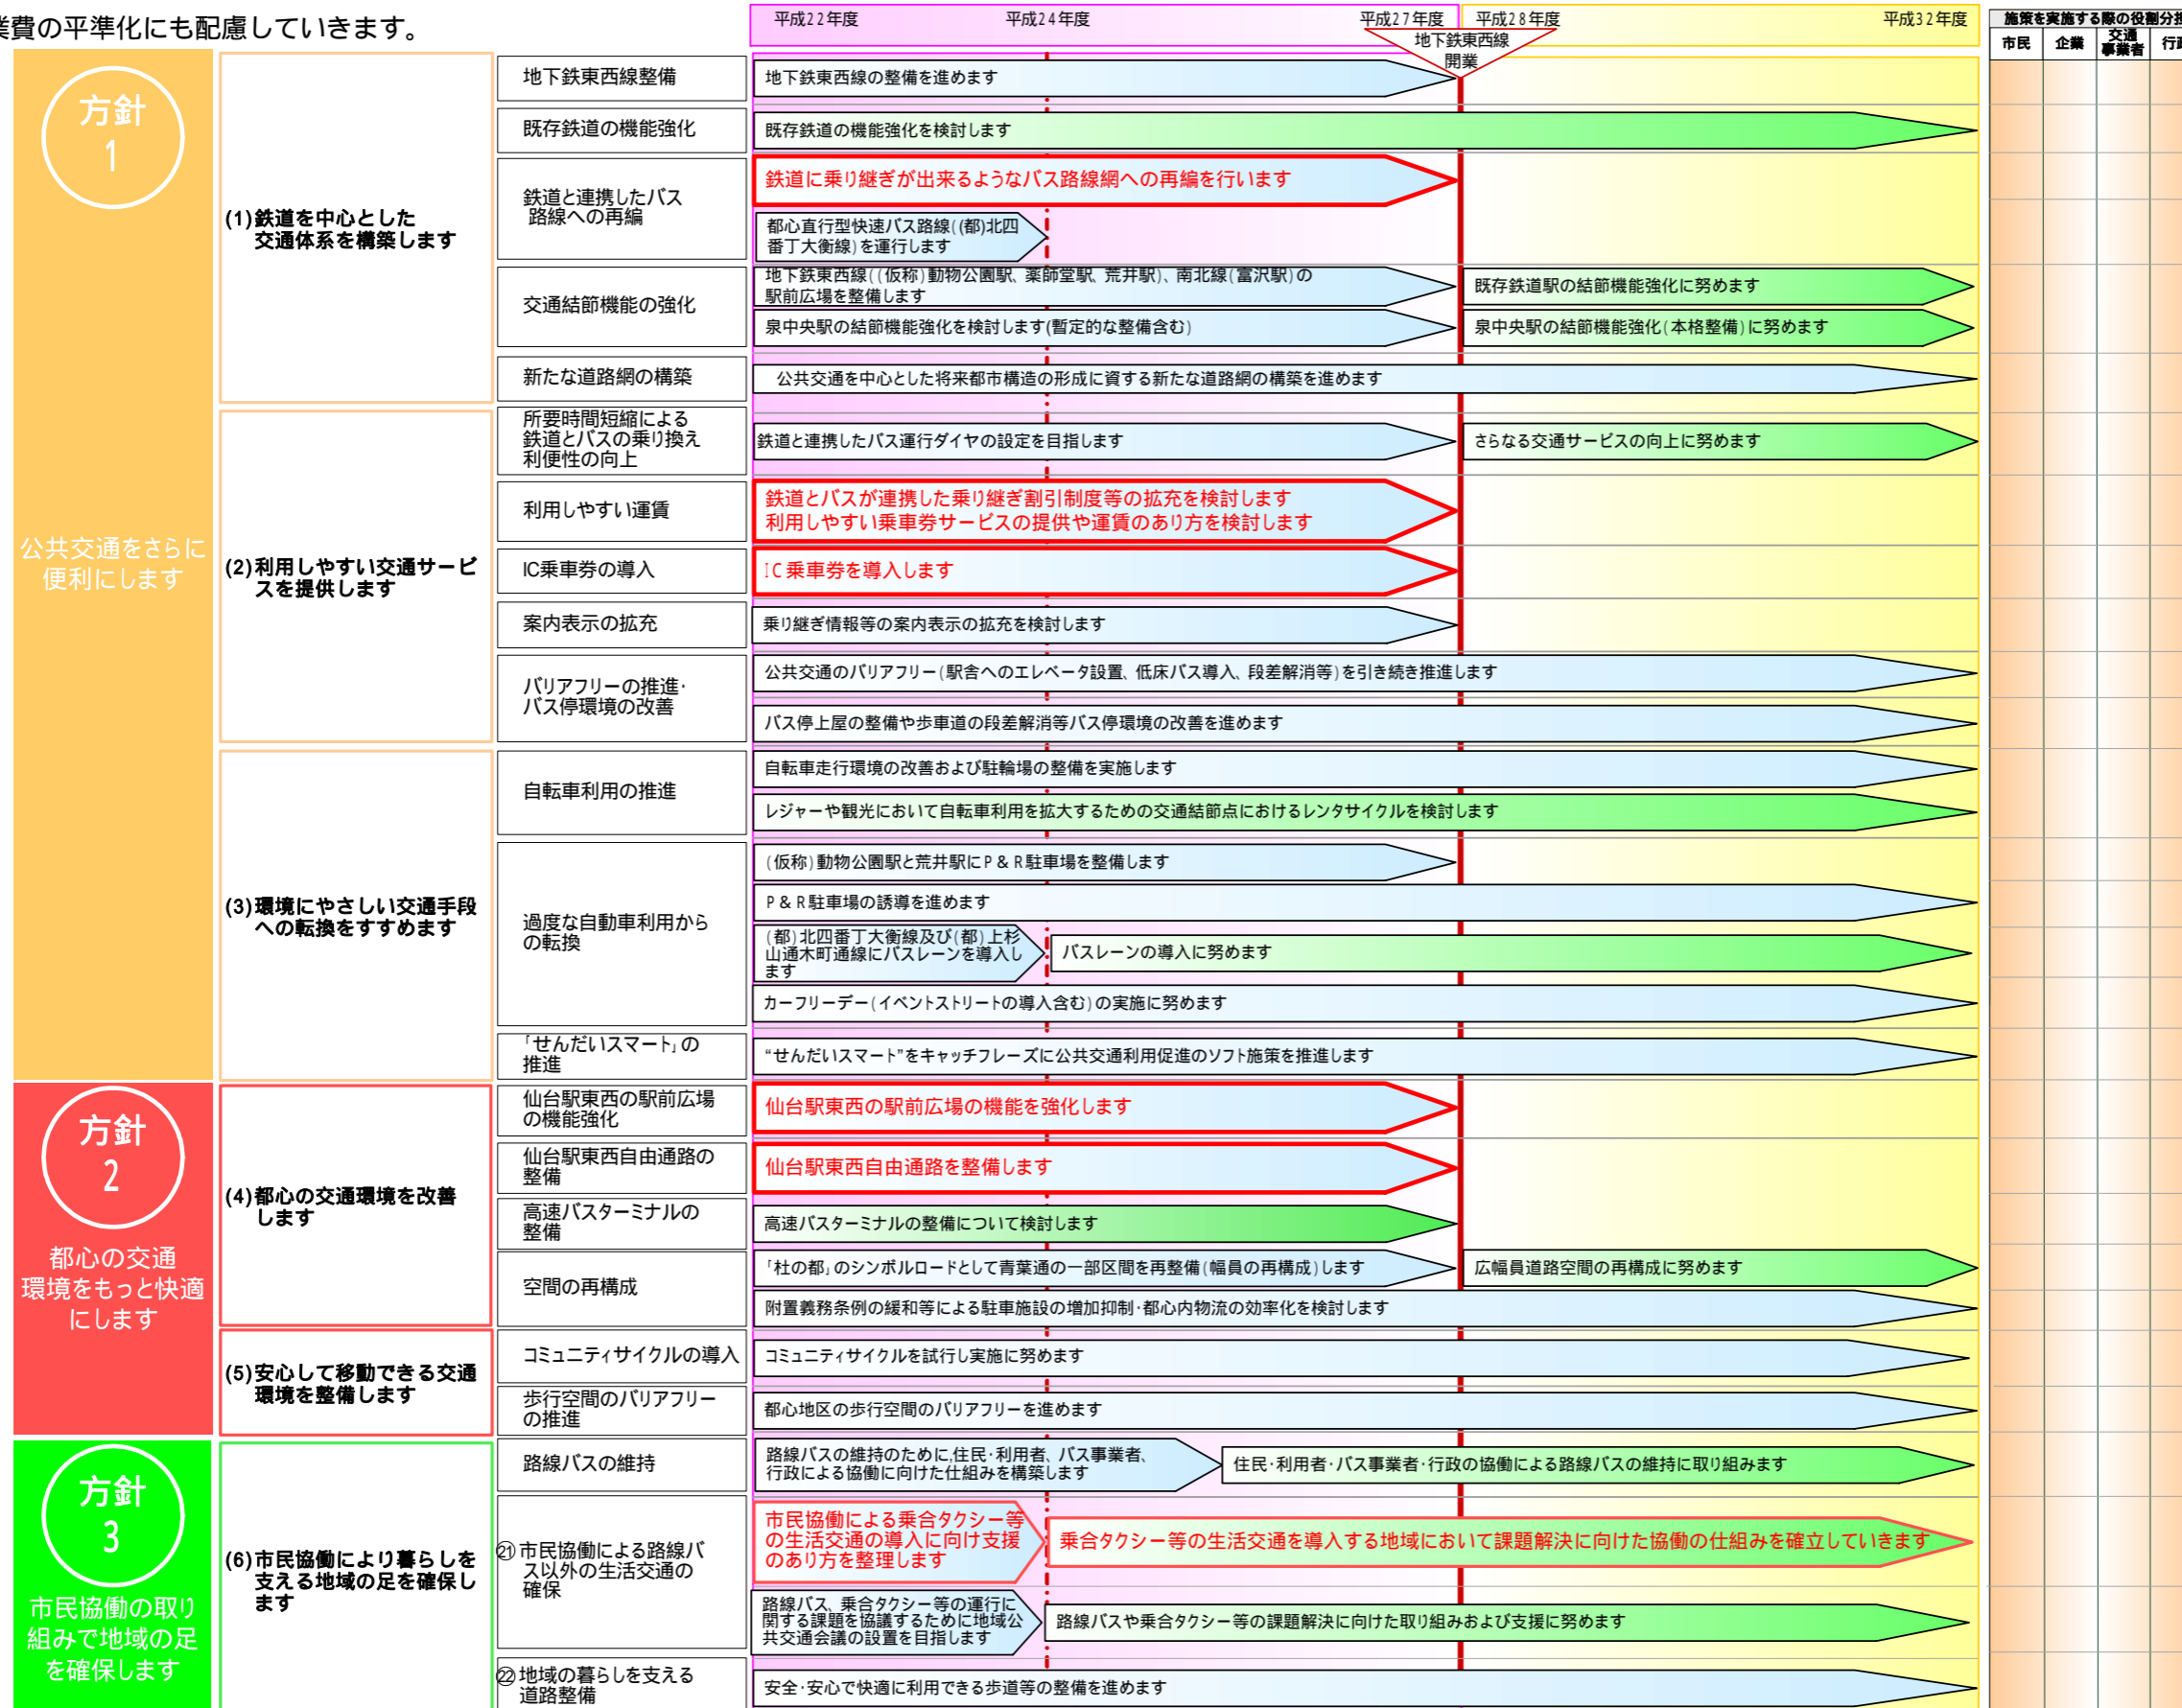 業費の平準化にも配慮していきます。
平成22年度
平成24年度
平成27年度
平成28年度
平成32年度
地下鉄東西線
開業
施策を実施する際の役割分担
市民
企業
交通
事業者
行政
方針
1
公共交通をさらに
便利にします
(1)鉄道を中心とした
交通体系を構築します
地下鉄東西線整備
地下鉄東西線の整備を進めます
既存鉄道の機能強化
既存鉄道の機能強化を検討します
鉄道と連携したバス
路線への再編
鉄道に乗り継ぎが出来るようなバス路線網への再編を行います
都心直行型快速バス路線((都)北四
番丁大衡線)を運行します
交通結節機能の強化
地下鉄東西線((仮称)動物公園駅、薬師堂駅、荒井駅)、南北線(富沢駅)の
駅前広場を整備します
既存鉄道駅の結節機能強化に努めます
泉中央駅の結節機能強化を検討します(暫定的な整備含む)
泉中央駅の結節機能強化(本格整備)に努めます
新たな道路網の構築
公共交通を中心とした将来都市構造の形成に資する新たな道路網の構築を進めます
(2)利用しやすい交通サービ
スを提供します
所要時間短縮による
鉄道とバスの乗り換え
利便性の向上
鉄道と連携したバス運行ダイヤの設定を目指します
さらなる交通サービスの向上に努めます
利用しやすい運賃
鉄道とバスが連携した乗り継ぎ割引制度等の拡充を検討します
利用しやすい乗車券サービスの提供や運賃のあり方を検討します
IC乗車券の導入
IC乗車券を導入します
案内表示の拡充
乗り継ぎ情報等の案内表示の拡充を検討します
バリアフリーの推進・
バス停環境の改善
公共交通のバリアフリー(駅舎へのエレベータ設置、低床バス導入、段差解消等)を引き続き推進します
バス停上屋の整備や歩車道の段差解消等バス停環境の改善を進めます
(3)環境にやさしい交通手段
への転換をすすめます
自転車利用の推進
自転車走行環境の改善および駐輪場の整備を実施します
レジャーや観光において自転車利用を拡大するための交通結節点におけるレンタサイクルを検討します
過度な自動車利用から
の転換
(仮称)動物公園駅と荒井駅にP&R駐車場を整備します
P&R駐車場の誘導を進めます
(都)北四番丁大衡線及び(都)上杉
山通木町通線にバスレーンを導入し
ます
バスレーンの導入に努めます
カーフリーデー(イベントストリートの導入含む)の実施に努めます
「せんだいスマート」の
推進
“せんだいスマート”をキャッチフレーズに公共交通利用促進のソフト施策を推進します
方針
2
都心の交通
環境をもっと快適
にします
(4)都心の交通環境を改善
します
仙台駅東西の駅前広場
の機能強化
仙台駅東西の駅前広場の機能を強化します
仙台駅東西自由通路の
整備
仙台駅東西自由通路を整備します
高速バスターミナルの
整備
高速バスターミナルの整備について検討します
空間の再構成
「杜の都」のシンボルロードとして青葉通の一部区間を再整備(幅員の再構成)します
広幅員道路空間の再構成に努めます
附置義務条例の緩和等による駐車施設の増加抑制・都心内物流の効率化を検討します
(5)安心して移動できる交通
環境を整備します
コミュニティサイクルの導入
コミュニティサイクルを試行し実施に努めます
歩行空間のバリアフリー
の推進
都心地区の歩行空間のバリアフリーを進めます
方針
3
市民協働の取り
組みで地域の足
を確保します
(6)市民協働により暮らしを
支える地域の足を確保し
ます
路線バスの維持
路線バスの維持のために,住民・利用者、バス事業者、
行政による協働に向けた仕組みを構築します
住民・利用者・バス事業者・行政の協働による路線バスの維持に取り組みます
㉑市民協働による路線バ
ス以外の生活交通の
確保
市民協働による乗合タクシー等
の生活交通の導入に向け支援
のあり方を整理します
乗合タクシー等の生活交通を導入する地域において課題解決に向けた協働の仕組みを確立していきます
路線バス、乗合タクシー等の運行に
関する課題を協議するために地域公
共交通会議の設置を目指します
路線バスや乗合タクシー等の課題解決に向けた取り組みおよび支援に努めます
㉒地域の暮らしを支える
道路整備
安全・安心で快適に利用できる歩道等の整備を進めます